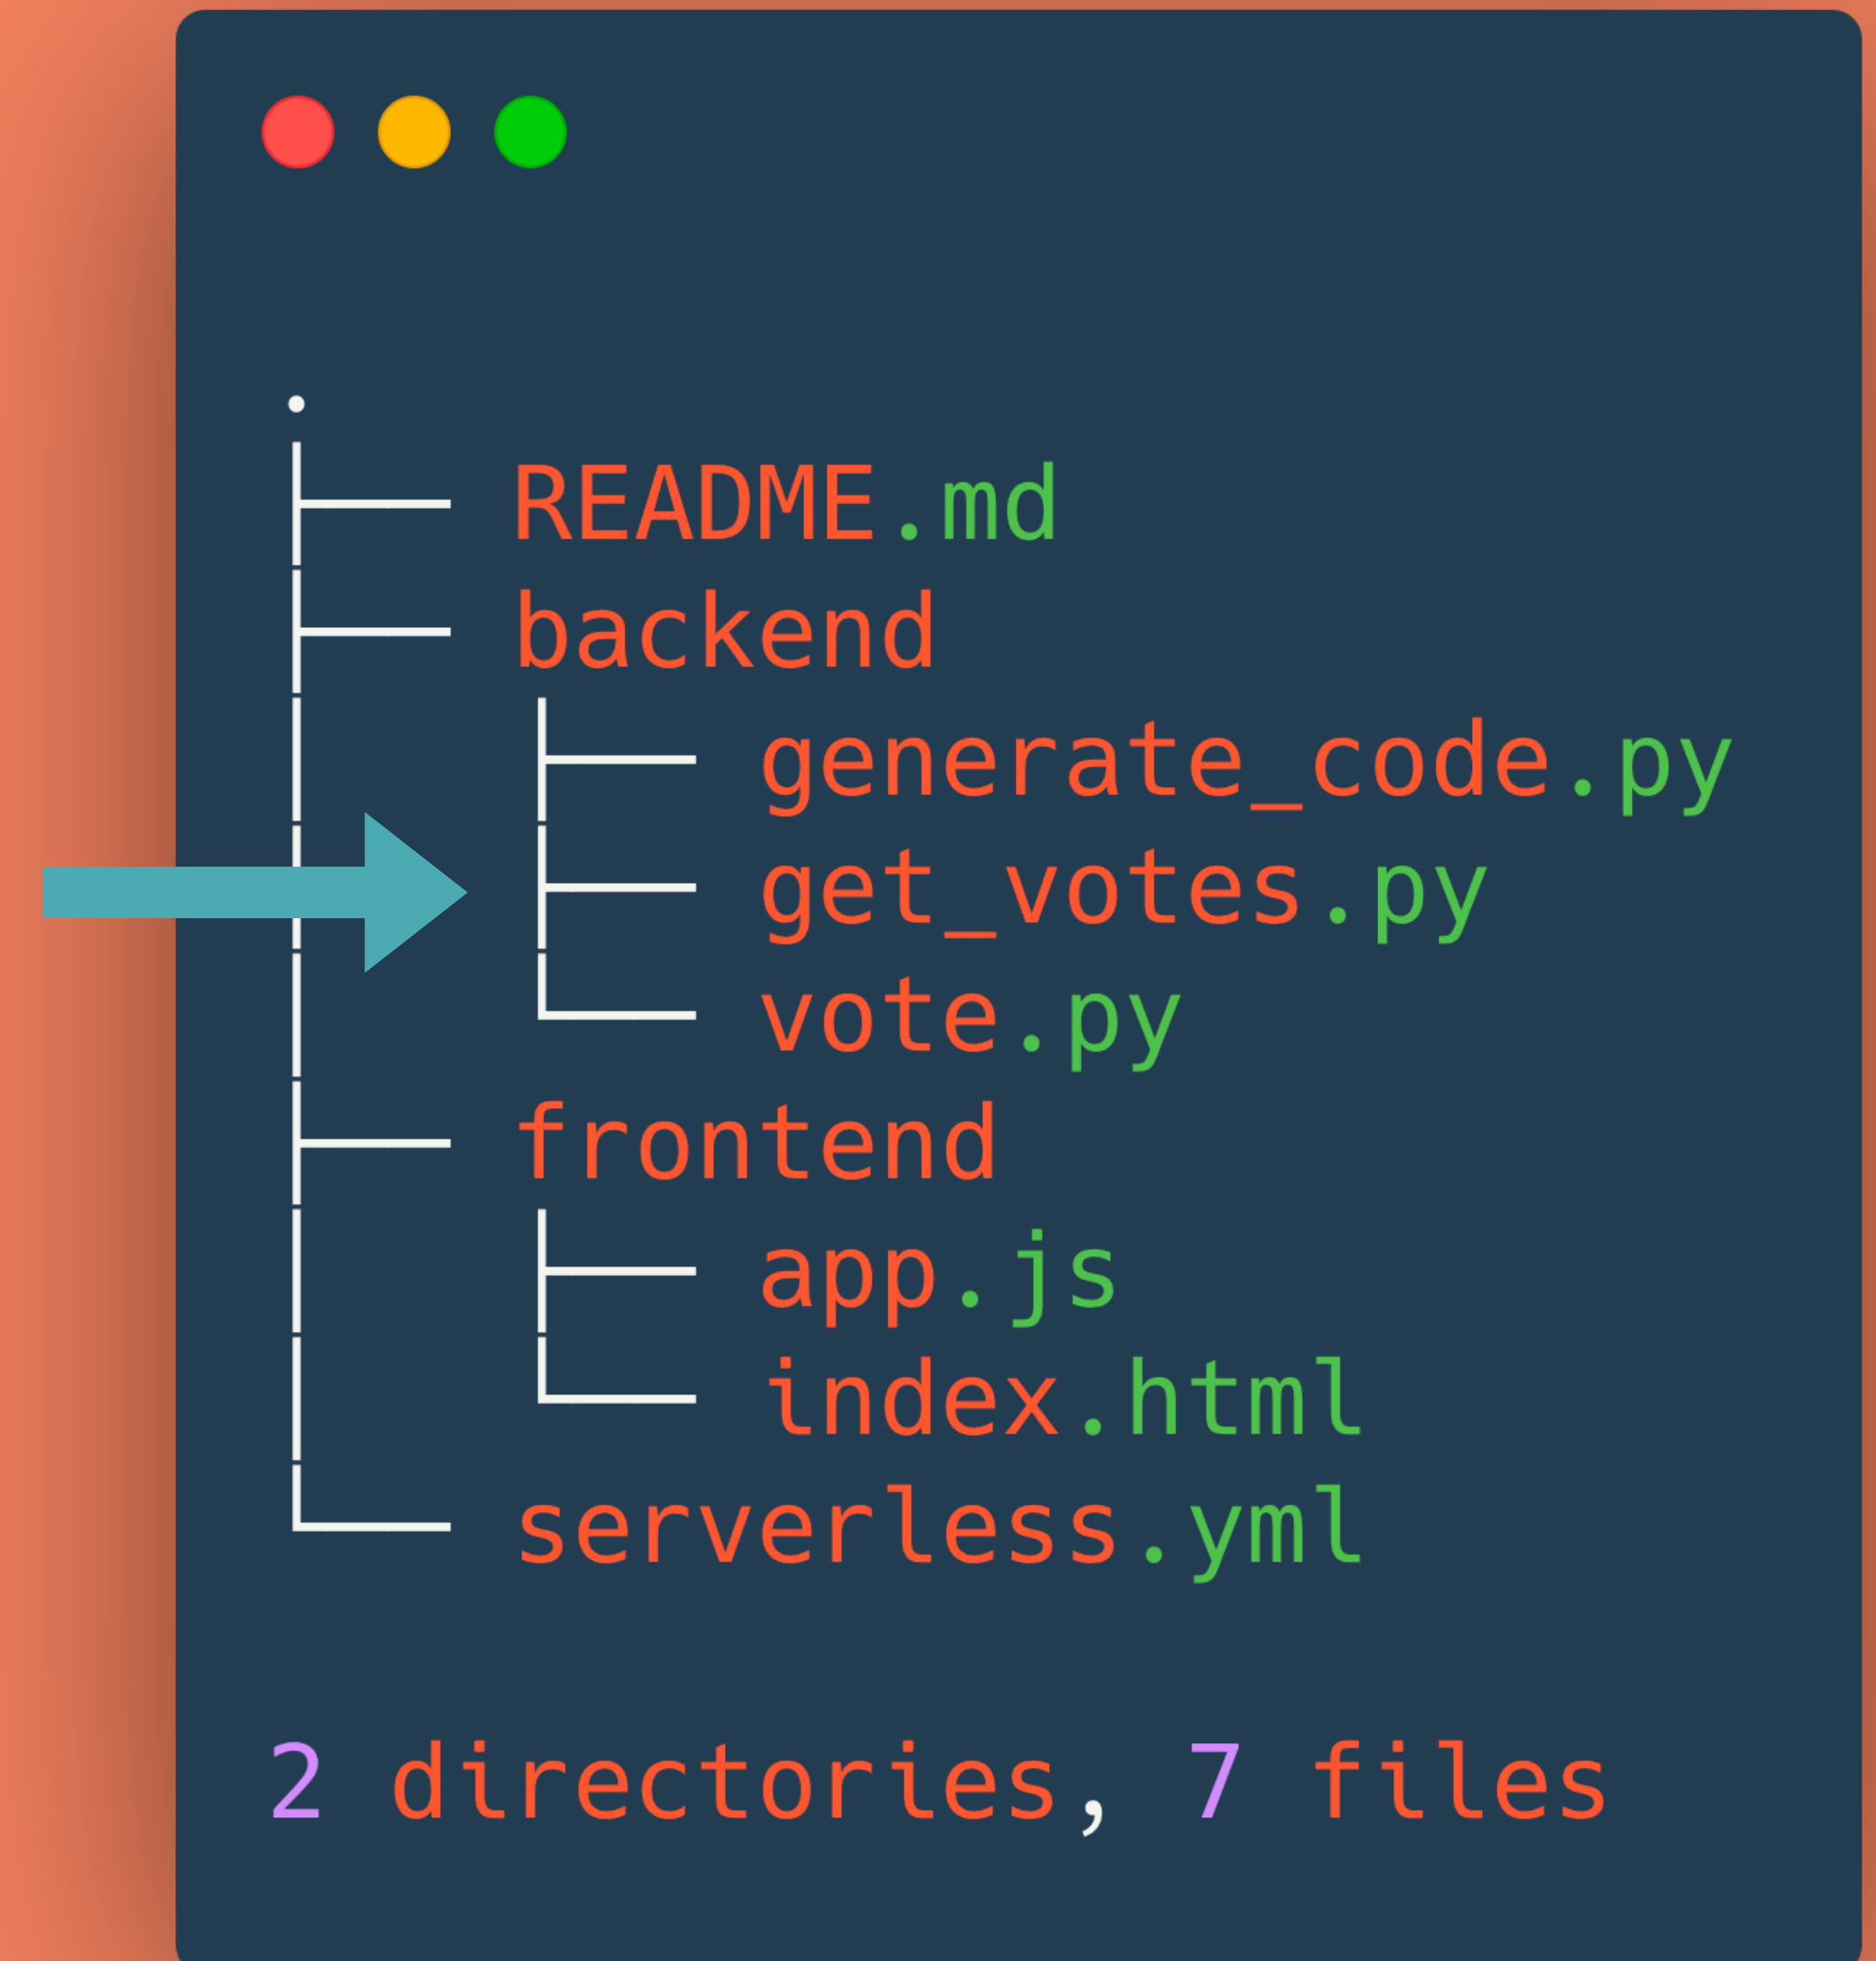 .
├── README.md
├── backend
│   ├── generate_code.py
│   ├── get_votes.py
│   └── vote.py
├── frontend
│   ├── app.js
│   └── index.html
└── serverless.yml
2 directories, 7 files